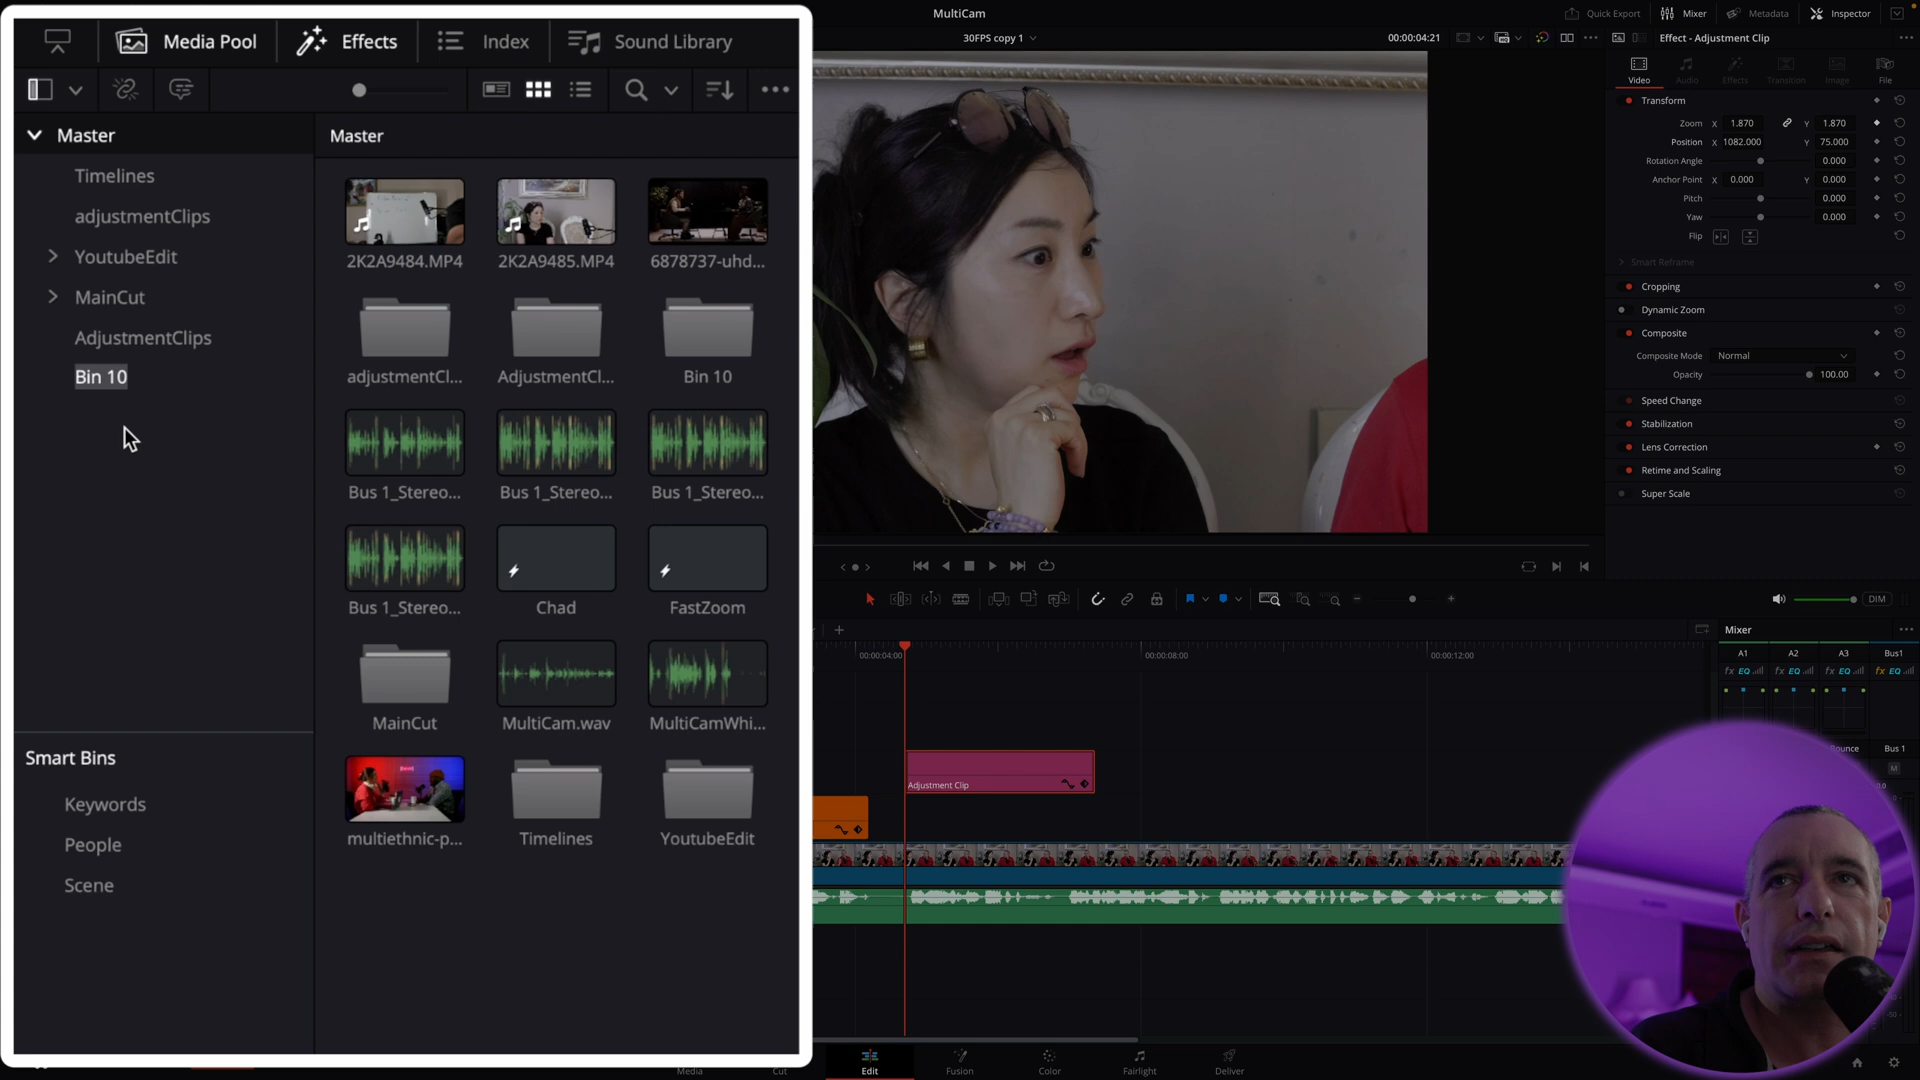 MultiCam
Quick Export
Mixer
Metadata
Inspector
Media Pool
Effects
Index
Sound Library
30FPS copy 1
00:00:04:21
Effect - Adjustment Clip
Video
Audio
Effects
Transition
Image
File
Master
Timelines
adjustmentClips
YoutubeEdit
MainCut
AdjustmentClips
Bin 10
Smart Bins
Keywords
People
Scene
Master
2K2A9484.MP4
2K2A9485.MP4
6878737-uhd...
adjustmentCl...
AdjustmentCl...
Bin 10
Bus 1_Stereo...
Bus 1_Stereo...
Bus 1_Stereo...
Bus 1_Stereo...
Chad
FastZoom
MainCut
MultiCam.wav
MultiCamWhi...
multiethnic-p...
Timelines
YoutubeEdit
Transform
Zoom X 1.870 Y 1.870
Position X 1082.000 Y 75.000
Rotation Angle 0.000
Anchor Point X 0.000 Y 0.000
Pitch 0.000
Yaw 0.000
Flip
Smart Reframe
Cropping
Dynamic Zoom
Composite
Composite Mode Normal
Opacity 100.00
Speed Change
Stabilization
Lens Correction
Retime and Scaling
Super Scale
DIM
00:00:04:00
00:00:08:00
00:00:12:00
Adjustment Clip
Mixer
A1 A2 A3 Bus1
fx EQ fx EQ fx EQ fx EQ
Bounce Bus 1
M
Media
Cut
Edit
Fusion
Color
Fairlight
Deliver